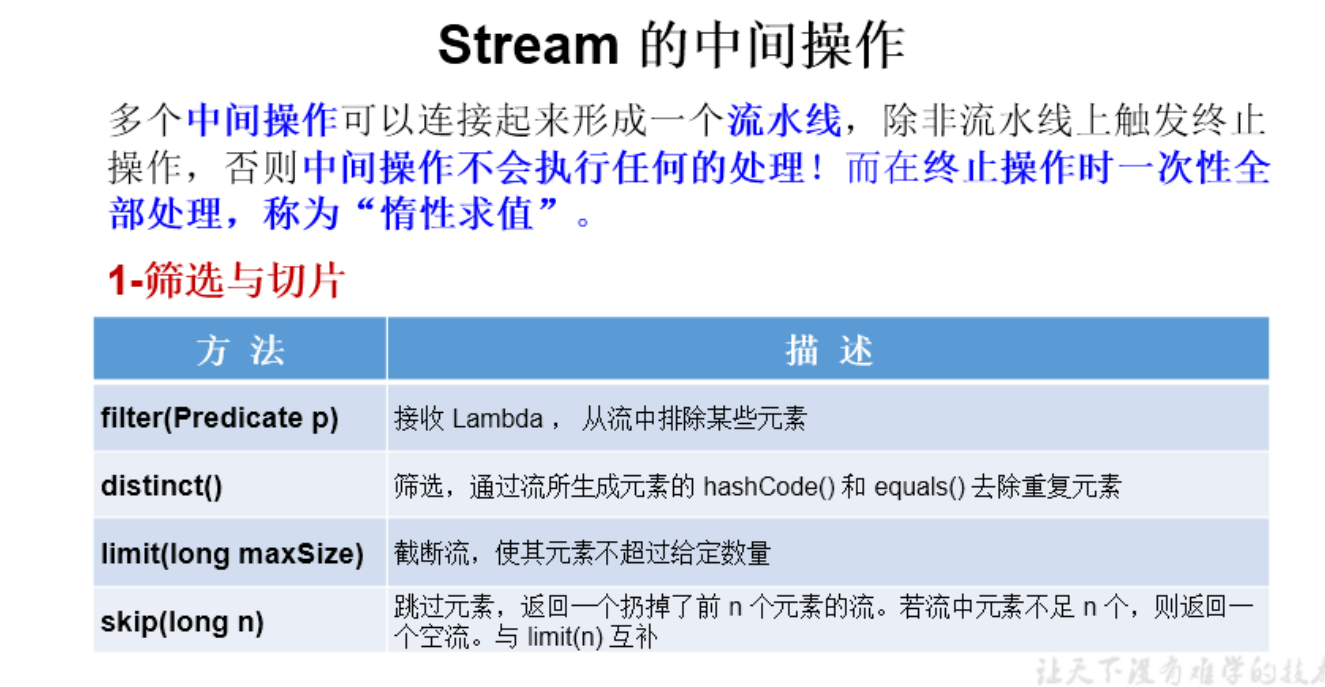 Stream 的中间操作
多个中间操作可以连接起来形成一个流水线，除非流水线上触发终止
操作，否则中间操作不会执行任何的处理！而在终止操作时一次性全
部处理，称为“惰性求值”。
1-筛选与切片
方 法 描 述
filter(Predicate p) 接收 Lambda ， 从流中排除某些元素
distinct() 筛选，通过流所生成元素的 hashCode() 和 equals() 去除重复元素
limit(long maxSize) 截断流，使其元素不超过给定数量
skip(long n) 跳过元素，返回一个扔掉了前 n 个元素的流。若流中元素不足 n 个，则返回一
个空流。与 limit(n) 互补
让天下没有难学的技术